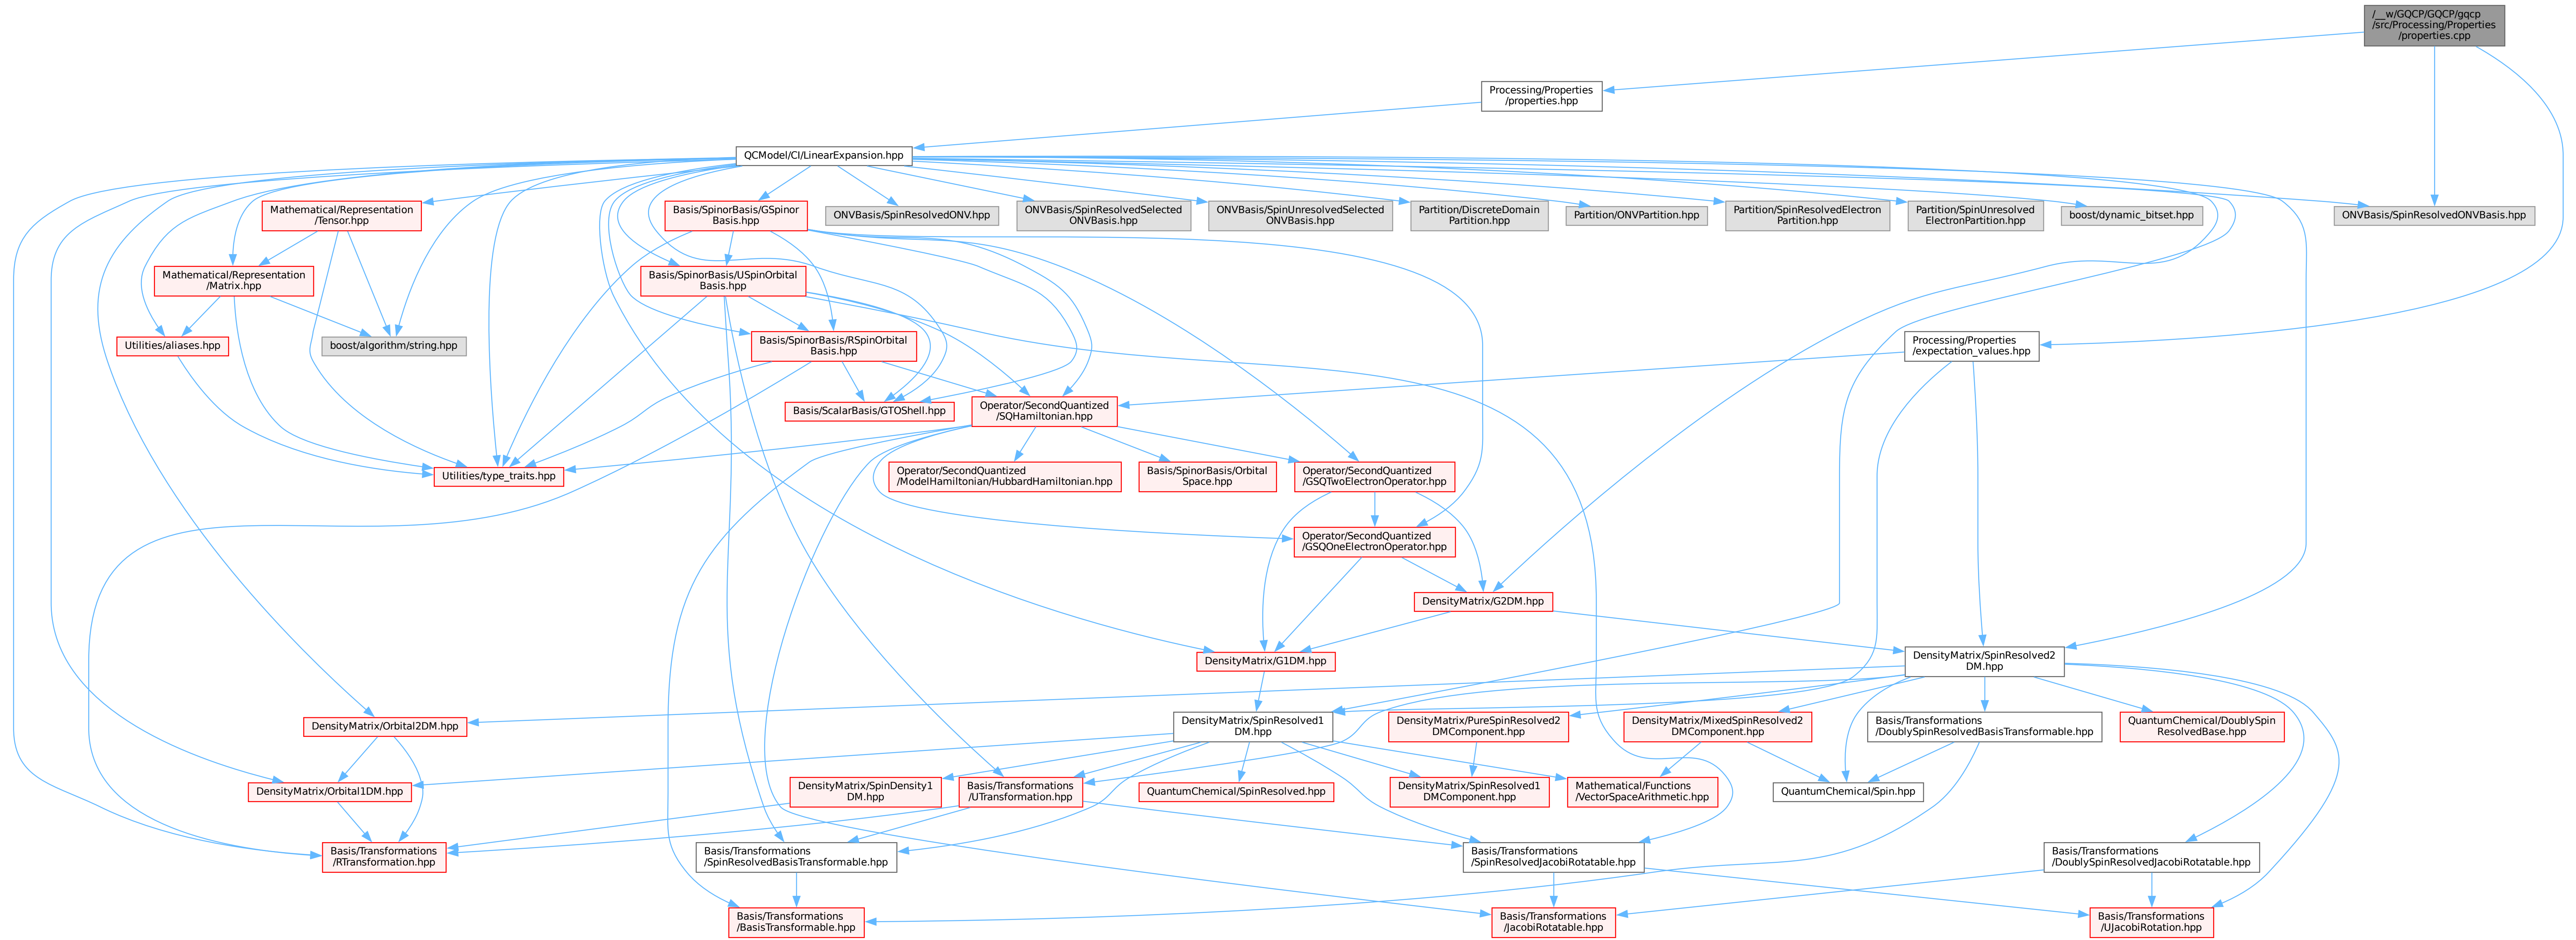 /__w/GQCP/GQCP/gqcp
/src/Processing/Properties
/properties.cpp
Processing/Properties
/properties.hpp
QCModel/CI/LinearExpansion.hpp
Mathematical/Representation
/Tensor.hpp
Basis/SpinorBasis/GSpinor
Basis.hpp
ONVBasis/SpinResolvedONV.hpp
ONVBasis/SpinResolvedSelected
ONVBasis.hpp
ONVBasis/SpinUnresolvedSelected
ONVBasis.hpp
Partition/DiscreteDomain
Partition.hpp
Partition/ONVPartition.hpp
Partition/SpinResolvedElectron
Partition.hpp
Partition/SpinUnresolved
ElectronPartition.hpp
boost/dynamic_bitset.hpp
ONVBasis/SpinResolvedONVBasis.hpp
Mathematical/Representation
/Matrix.hpp
Basis/SpinorBasis/USpinOrbital
Basis.hpp
Utilities/aliases.hpp
boost/algorithm/string.hpp
Basis/SpinorBasis/RSpinOrbital
Basis.hpp
Processing/Properties
/expectation_values.hpp
Basis/ScalarBasis/GTOShell.hpp
Operator/SecondQuantized
/SQHamiltonian.hpp
Utilities/type_traits.hpp
Operator/SecondQuantized
/ModelHamiltonian/HubbardHamiltonian.hpp
Basis/SpinorBasis/Orbital
Space.hpp
Operator/SecondQuantized
/GSQTwoElectronOperator.hpp
Operator/SecondQuantized
/GSQOneElectronOperator.hpp
DensityMatrix/G2DM.hpp
DensityMatrix/G1DM.hpp
DensityMatrix/SpinResolved2
DM.hpp
DensityMatrix/Orbital2DM.hpp
DensityMatrix/SpinResolved1
DM.hpp
DensityMatrix/PureSpinResolved2
DMComponent.hpp
DensityMatrix/MixedSpinResolved2
DMComponent.hpp
Basis/Transformations
/DoublySpinResolvedBasisTransformable.hpp
QuantumChemical/DoublySpin
ResolvedBase.hpp
DensityMatrix/Orbital1DM.hpp
DensityMatrix/SpinDensity1
DM.hpp
Basis/Transformations
/UTransformation.hpp
QuantumChemical/SpinResolved.hpp
DensityMatrix/SpinResolved1
DMComponent.hpp
Mathematical/Functions
/VectorSpaceArithmetic.hpp
QuantumChemical/Spin.hpp
Basis/Transformations
/RTransformation.hpp
Basis/Transformations
/SpinResolvedBasisTransformable.hpp
Basis/Transformations
/SpinResolvedJacobiRotatable.hpp
Basis/Transformations
/DoublySpinResolvedJacobiRotatable.hpp
Basis/Transformations
/BasisTransformable.hpp
Basis/Transformations
/JacobiRotatable.hpp
Basis/Transformations
/UJacobiRotation.hpp